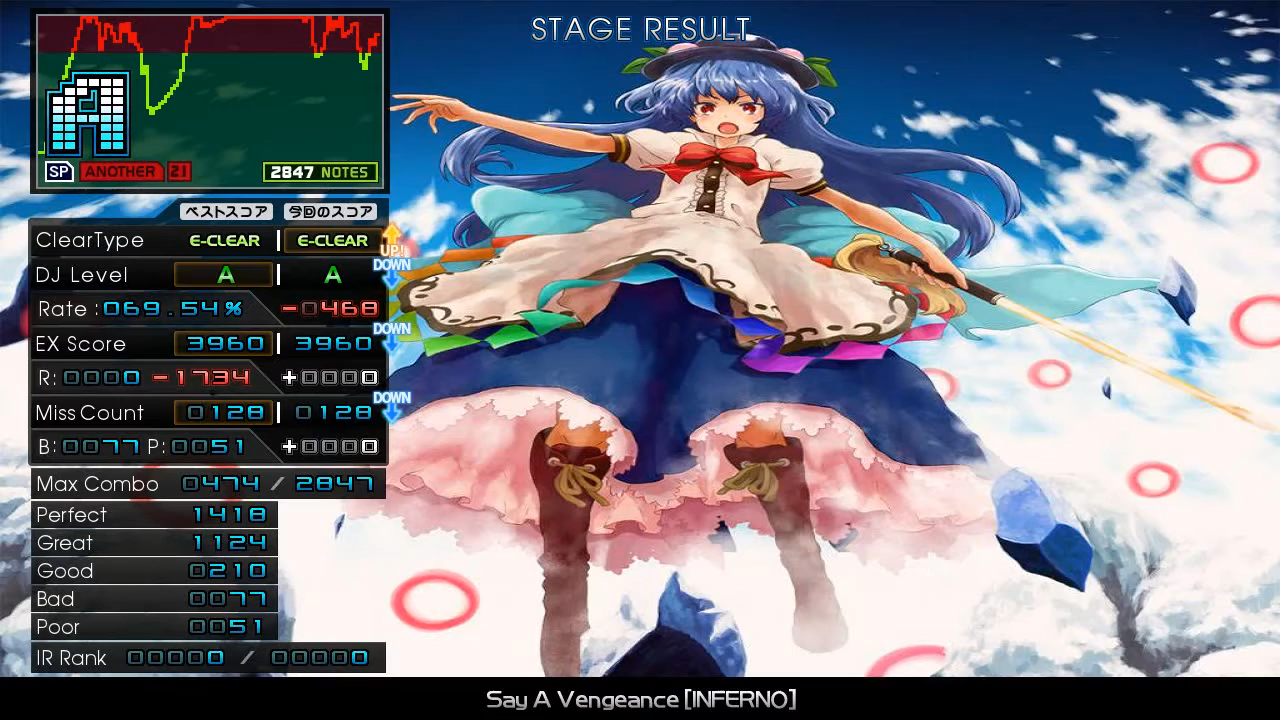 STAGE RESULT
A
SP ANOTHER 21 2847 NOTES
ベストスコア 今回のスコア
ClearType E-CLEAR E-CLEAR UP!
DJ Level A A DOWN
Rate : 069.54% -0468
EX Score 3960 3960 DOWN
R: 0000 -1734 +0000
Miss Count 0128 0128 DOWN
B: 0077 P: 0051 +0000
Max Combo 0474 / 2847
Perfect 1418
Great 1124
Good 0210
Bad 0077
Poor 0051
IR Rank 00000 / 00000
Say A Vengeance [INFERNO]